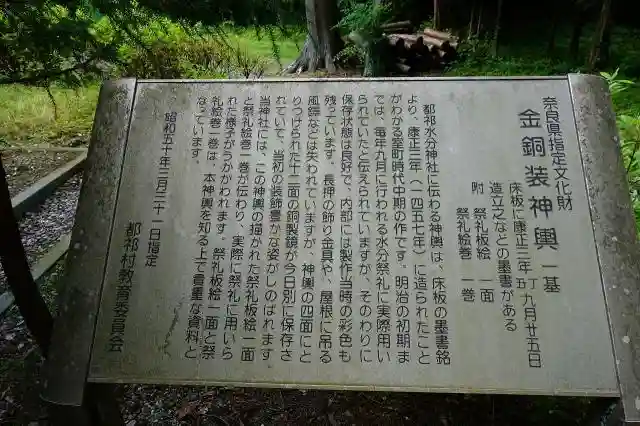 奈良県指定文化財
金銅装神輿 一基
床板に康正三年丁丑九月廿五日
造立之などの墨書がある
附 祭礼板絵 一面
祭礼絵巻 一巻
都祁水分神社に伝わる神輿は、床板の墨書銘
より、康正三年(一四五七年)に造られたこと
がわかる室町時代中期の作です。明治の初期ま
では、毎年九月に行われる水分祭礼に実際用い
られていたと伝えられていますが、そのわりに
保存状態は良好で、内部には製作当時の彩色も
残っています。長押の飾り金具や、屋根に吊る
風鐸などは失われていますが、神輿の四面にと
りつけられた十二面の銅製鏡が今日別に保存さ
れていて、当初の装飾豊かな姿がしのばれます。
当神社には、この神輿の描かれた祭礼板絵一面
と祭礼絵巻一巻が伝わり、実際に祭礼に用いら
れた様子がうかがわれます。祭礼板絵一面と祭
礼絵巻一巻は、本神輿を知る上で貴重な資料と
なっています。
昭和五十年三月三十一日指定
都祁村教育委員会